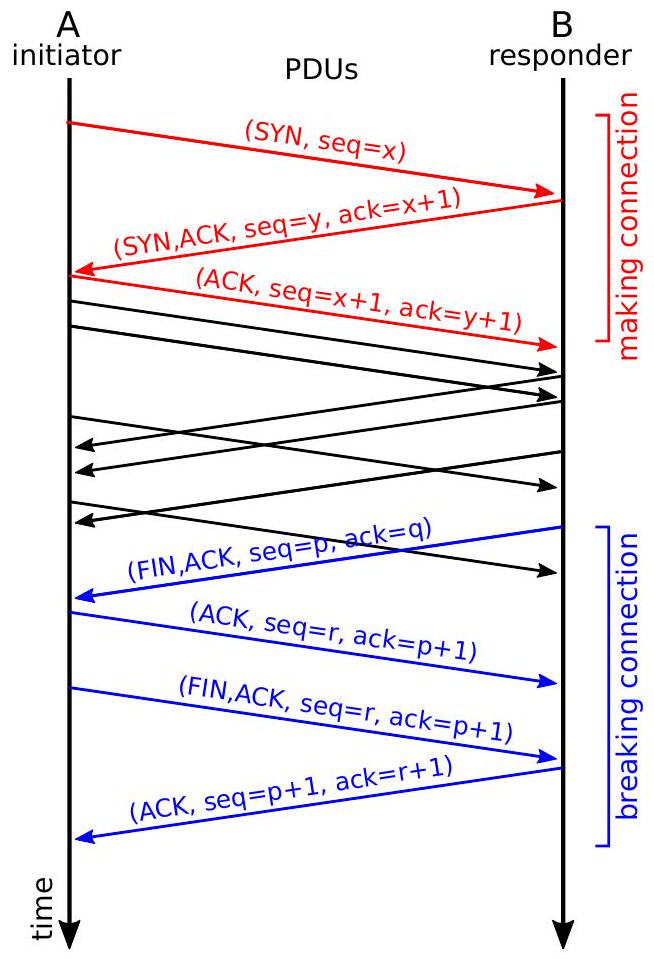 A
B
initiator
responder
PDUs
(SYN, seq=x)
(SYN,ACK, seq=y, ack=x+1)
(ACK, seq=x+1, ack=y+1)
making connection
(FIN,ACK, seq=p, ack=q)
(ACK, seq=r, ack=p+1)
(FIN,ACK, seq=r, ack=p+1)
(ACK, seq=p+1, ack=r+1)
breaking connection
time